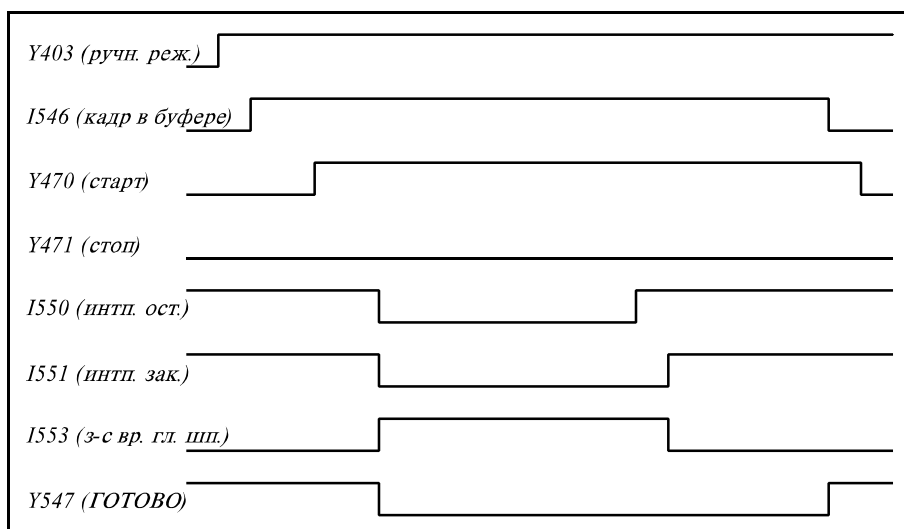 Y403 (ручн. реж.)
I546 (кадр в буфере)
Y470 (старт)
Y471 (стоп)
I550 (интп. ост.)
I551 (интп. зак.)
I553 (з-с вр. гл. шп.)
Y547 (ГОТОВО)